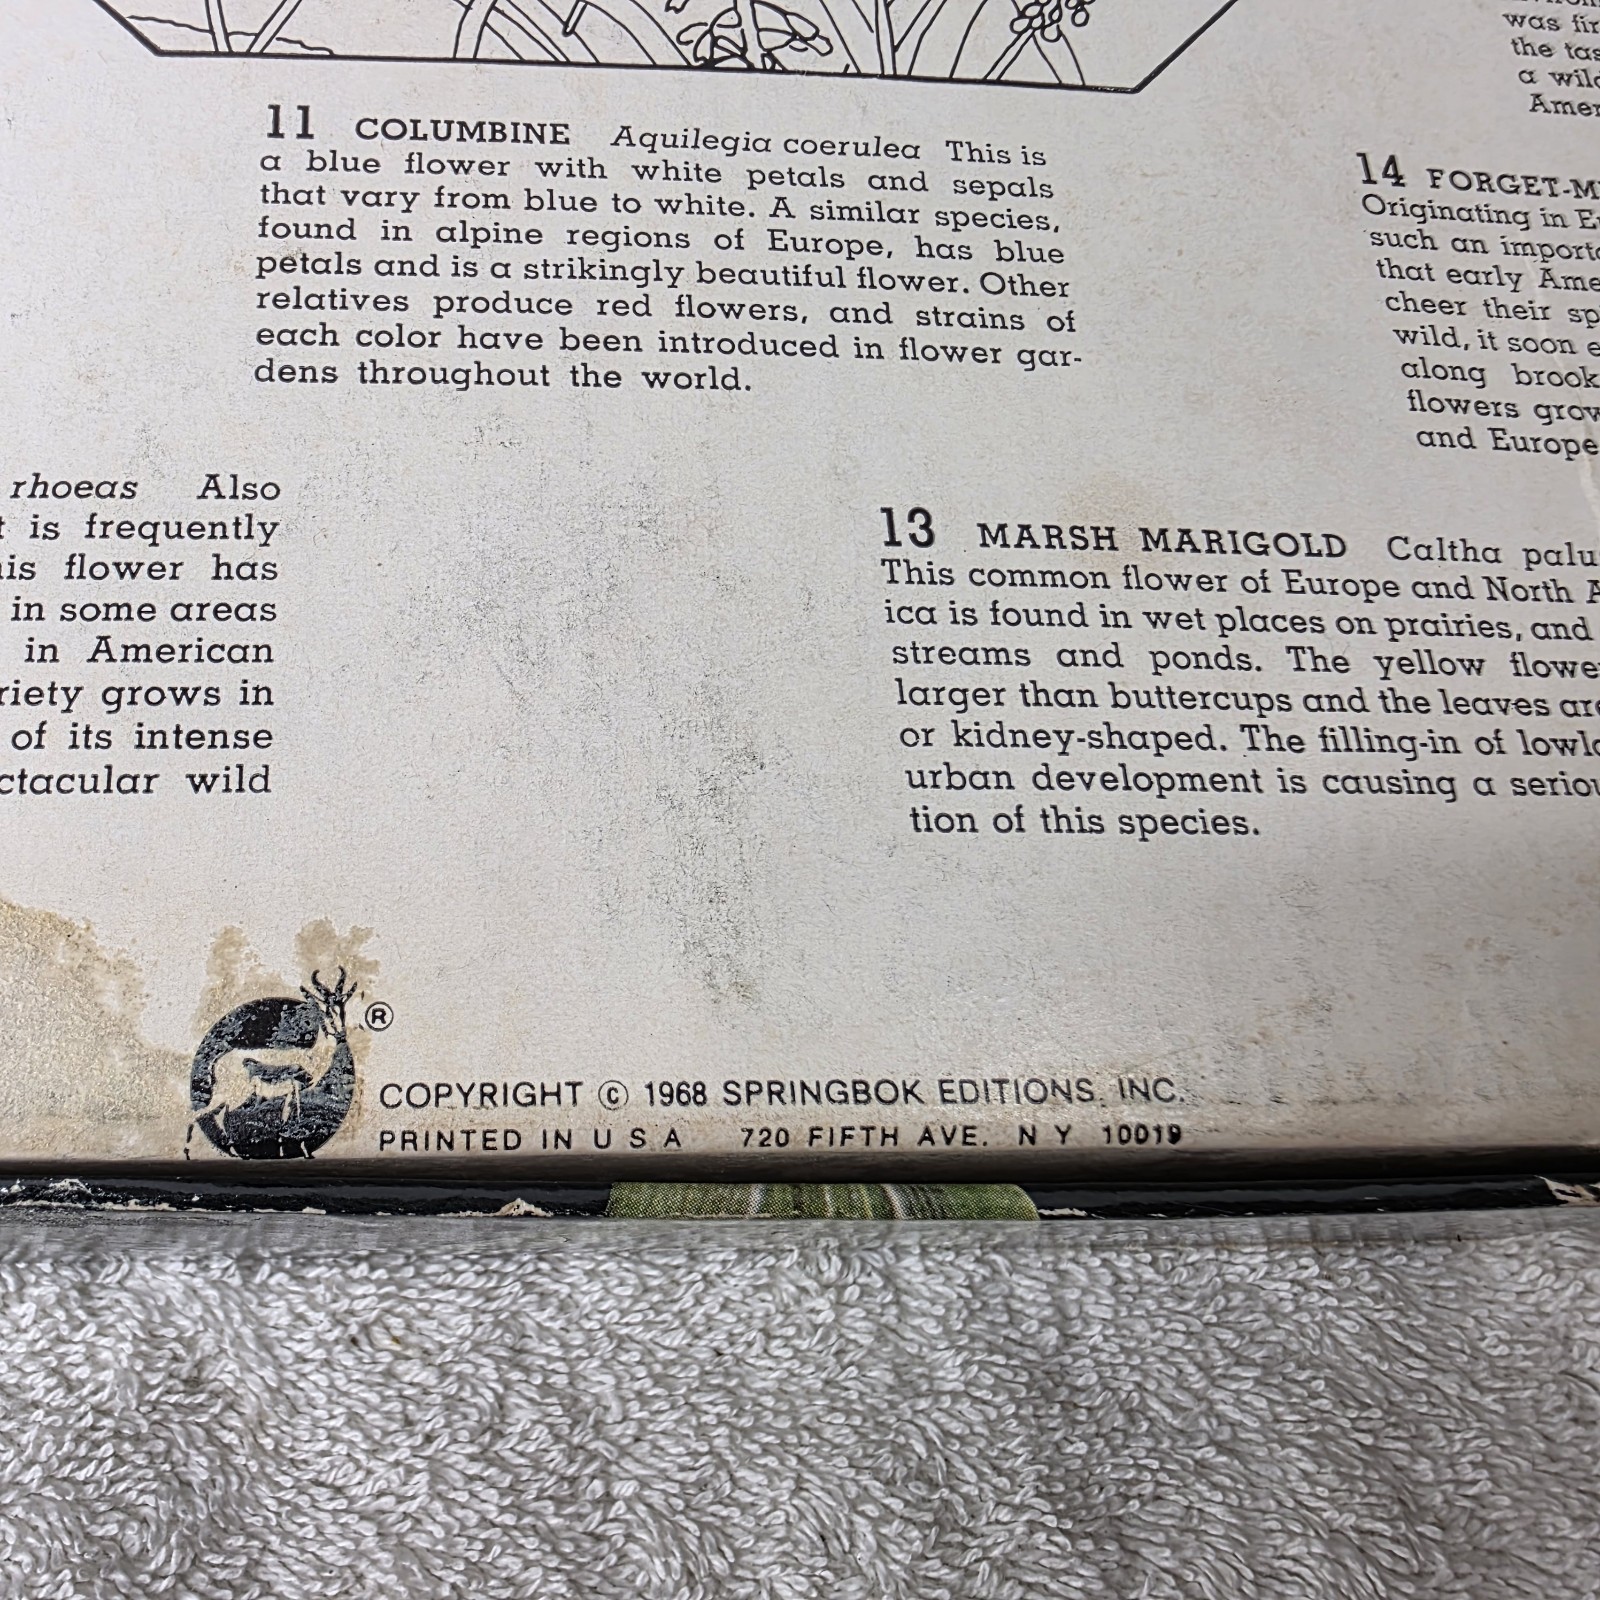 was fir
the tas
a wild
Amer
11 COLUMBINE Aquilegia coerulea This is
a blue flower with white petals and sepals
that vary from blue to white. A similar species,
found in alpine regions of Europe, has blue
petals and is a strikingly beautiful flower. Other
relatives produce red flowers, and strains of
each color have been introduced in flower gar-
dens throughout the world.
14 FORGET-M
Originating in Eu
such an importa
that early Ame
cheer their sp
wild, it soon e
along brook
flowers grow
and Europe
rhoeas Also
t is frequently
his flower has
in some areas
in American
riety grows in
of its intense
ctacular wild
13 MARSH MARIGOLD Caltha palu
This common flower of Europe and North A
ica is found in wet places on prairies, and
streams and ponds. The yellow flowe
larger than buttercups and the leaves are
or kidney-shaped. The filling-in of lowla
urban development is causing a seriou
tion of this species.
®
COPYRIGHT © 1968 SPRINGBOK EDITIONS, INC.
PRINTED IN U S A 720 FIFTH AVE. N Y 10019